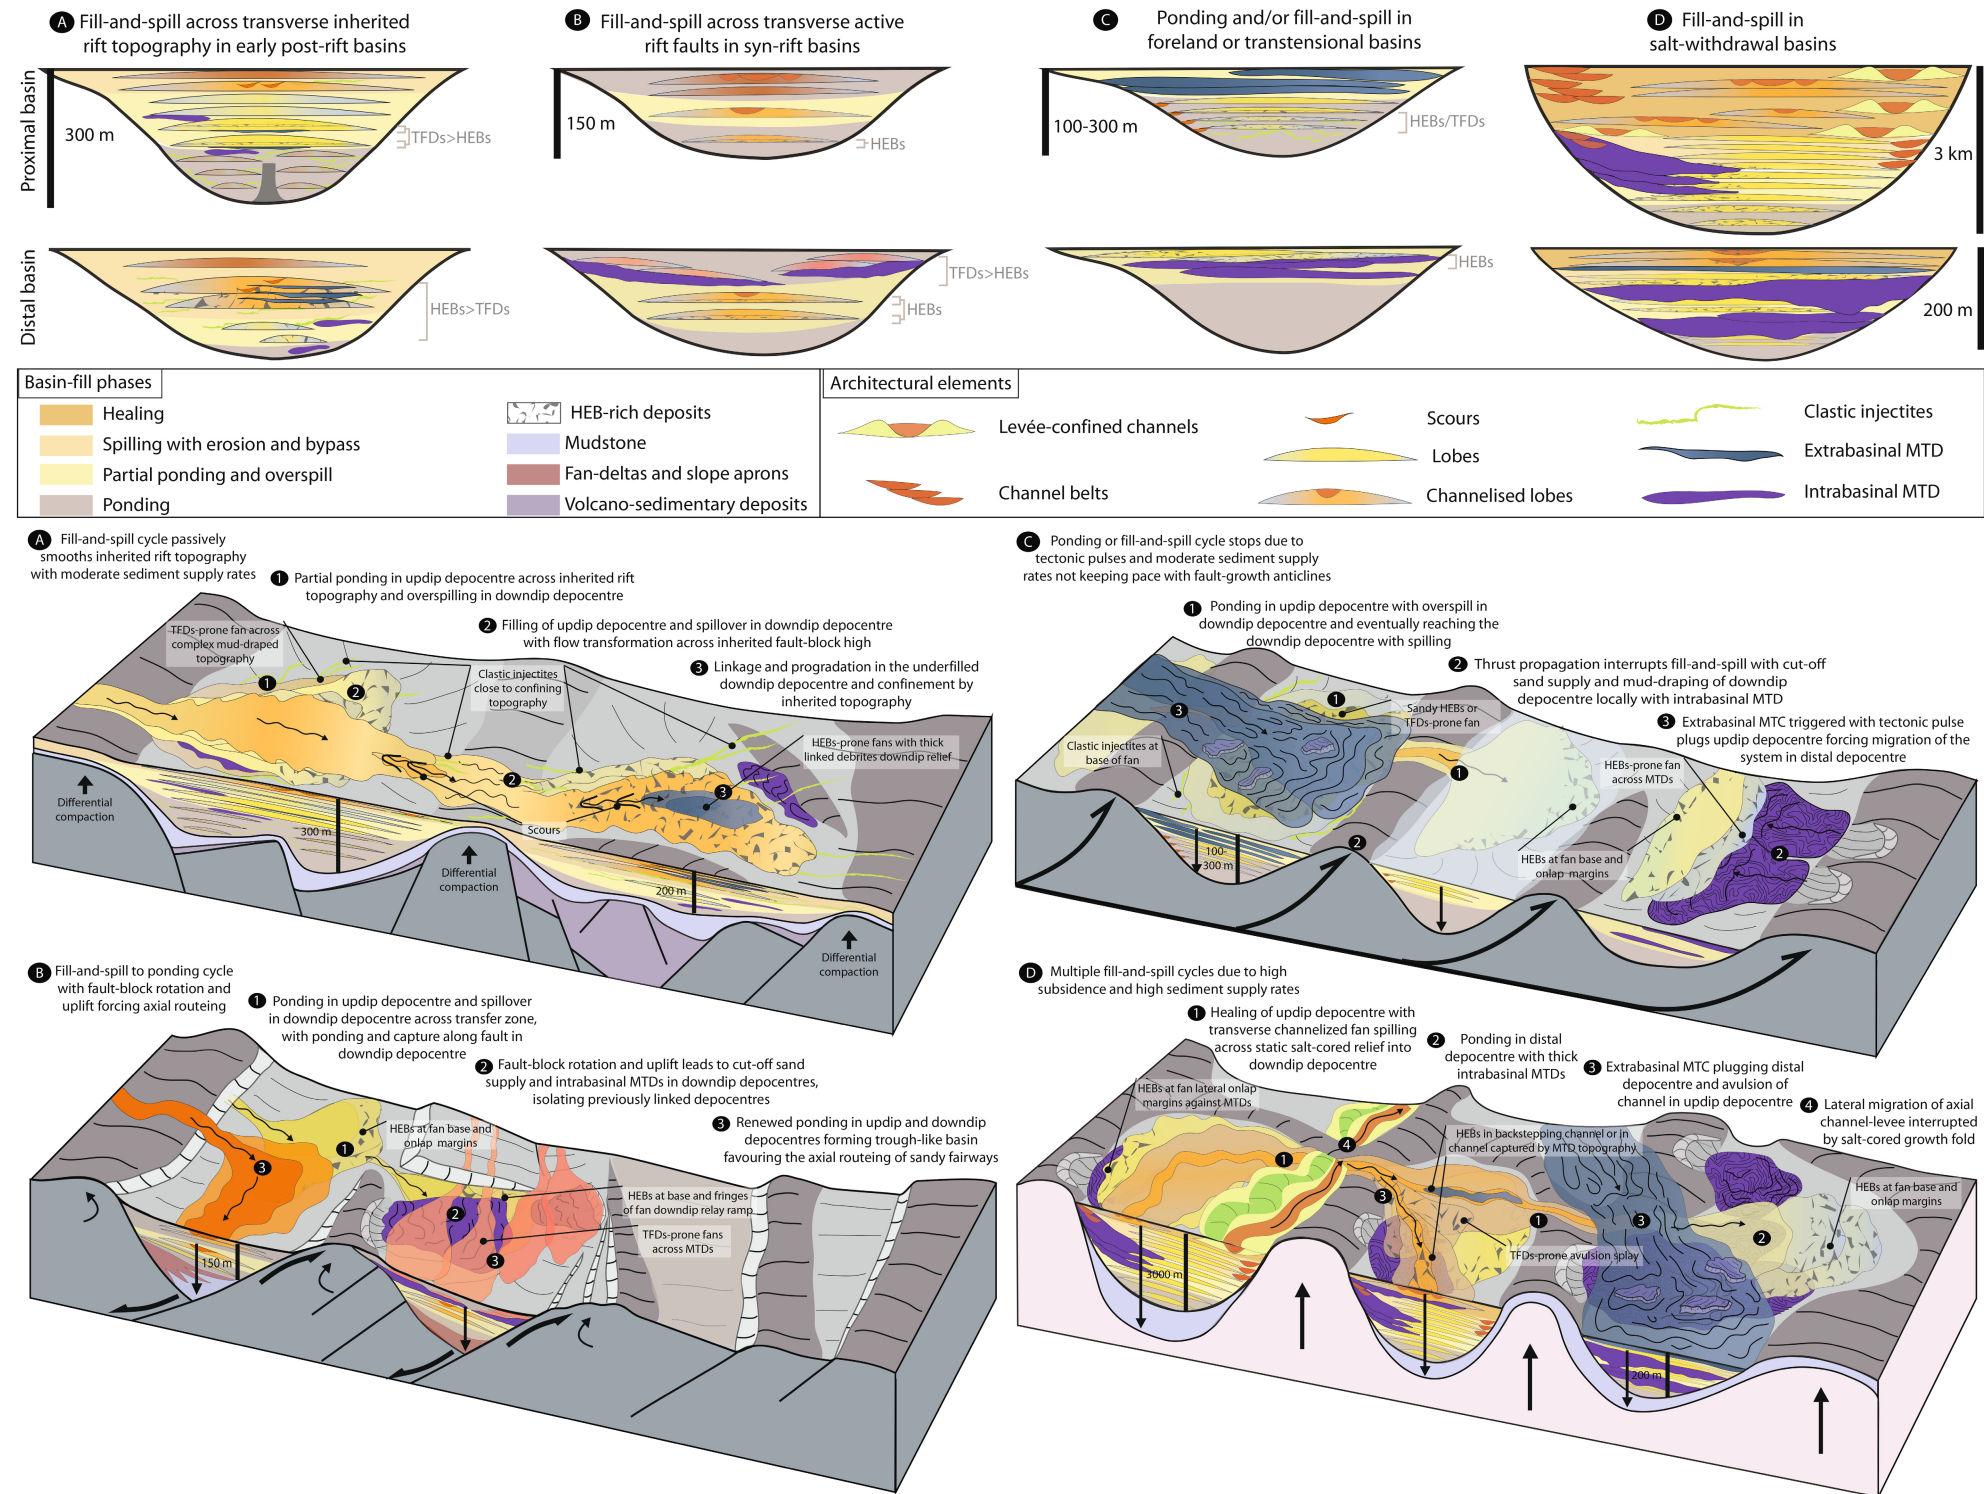 A Fill-and-spill across transverse inherited
rift topography in early post-rift basins
B Fill-and-spill across transverse active
rift faults in syn-rift basins
C Ponding and/or fill-and-spill in
foreland or transtensional basins
D Fill-and-spill in
salt-withdrawal basins
Proximal basin
300 m
TFDs>HEBs
150 m
HEBs
100-300 m
HEBs/TFDs
3 km
Distal basin
HEBs>TFDs
TFDs>HEBs
HEBs
HEBs
200 m
Basin-fill phases
Healing
Spilling with erosion and bypass
Partial ponding and overspill
Ponding
HEB-rich deposits
Mudstone
Fan-deltas and slope aprons
Volcano-sedimentary deposits
Architectural elements
Levée-confined channels
Channel belts
Scours
Lobes
Channelised lobes
Clastic injectites
Extrabasinal MTD
Intrabasinal MTD
A Fill-and-spill cycle passively
smooths inherited rift topography
with moderate sediment supply rates
1 Partial ponding in updip depocentre across inherited rift
topography and overspilling in downdip depocentre
2 Filling of updip depocentre and spillover in downdip depocentre
with flow transformation across inherited fault-block high
3 Linkage and progradation in the underfilled
downdip depocentre and confinement by
inherited topography
TFDs-prone fan across
complex mud-draped
topography
Clastic injectites
close to confining
topography
HEBs-prone fans with thick
linked debrites downdip relief
1
2
2
3
Scours
Differential
compaction
300 m
Differential
compaction
200 m
Differential
compaction
C Ponding or fill-and-spill cycle stops due to
tectonic pulses and moderate sediment supply
rates not keeping pace with fault-growth anticlines
1 Ponding in updip depocentre with overspill in
downdip depocentre and eventually reaching the
downdip depocentre with spilling
2 Thrust propagation interrupts fill-and-spill with cut-off
sand supply and mud-draping of downdip
depocentre locally with intrabasinal MTD
3 Extrabasinal MTC triggered with tectonic pulse
plugs updip depocentre forcing migration of the
system in distal depocentre
1
3
Sandy HEBs or
TFDs-prone fan
Clastic injectites at
base of fan
1
HEBs-prone fan
across MTDs
2
2
HEBs at fan base and
onlap margins
100-
300 m
B Fill-and-spill to ponding cycle
with fault-block rotation and
uplift forcing axial routeing
1 Ponding in updip depocentre and spillover
in downdip depocentre across transfer zone,
with ponding and capture along fault in
downdip depocentre
2 Fault-block rotation and uplift leads to cut-off sand
supply and intrabasinal MTDs in downdip depocentres,
isolating previously linked depocentres
3 Renewed ponding in updip and downdip
depocentres forming trough-like basin
favouring the axial routeing of sandy fairways
HEBs at fan base and
onlap margins
1
3
HEBs at base and fringes
of fan downdip relay ramp
2
TFDs-prone fans
across MTDs
3
150 m
D Multiple fill-and-spill cycles due to high
subsidence and high sediment supply rates
1 Healing of updip depocentre with
transverse channelized fan spilling
across static salt-cored relief into
downdip depocentre
2 Ponding in distal
depocentre with thick
intrabasinal MTDs
3 Extrabasinal MTC plugging distal
depocentre and avulsion of
channel in updip depocentre
4 Lateral migration of axial
channel-levee interrupted
by salt-cored growth fold
HEBs at fan lateral onlap
margins against MTDs
HEBs in backstepping channel or in
channel captured by MTD topography
HEBs at base and
onlap margins
4
1
3
1
3
2
TFDs-prone avulsion splay
3000 m
200 m